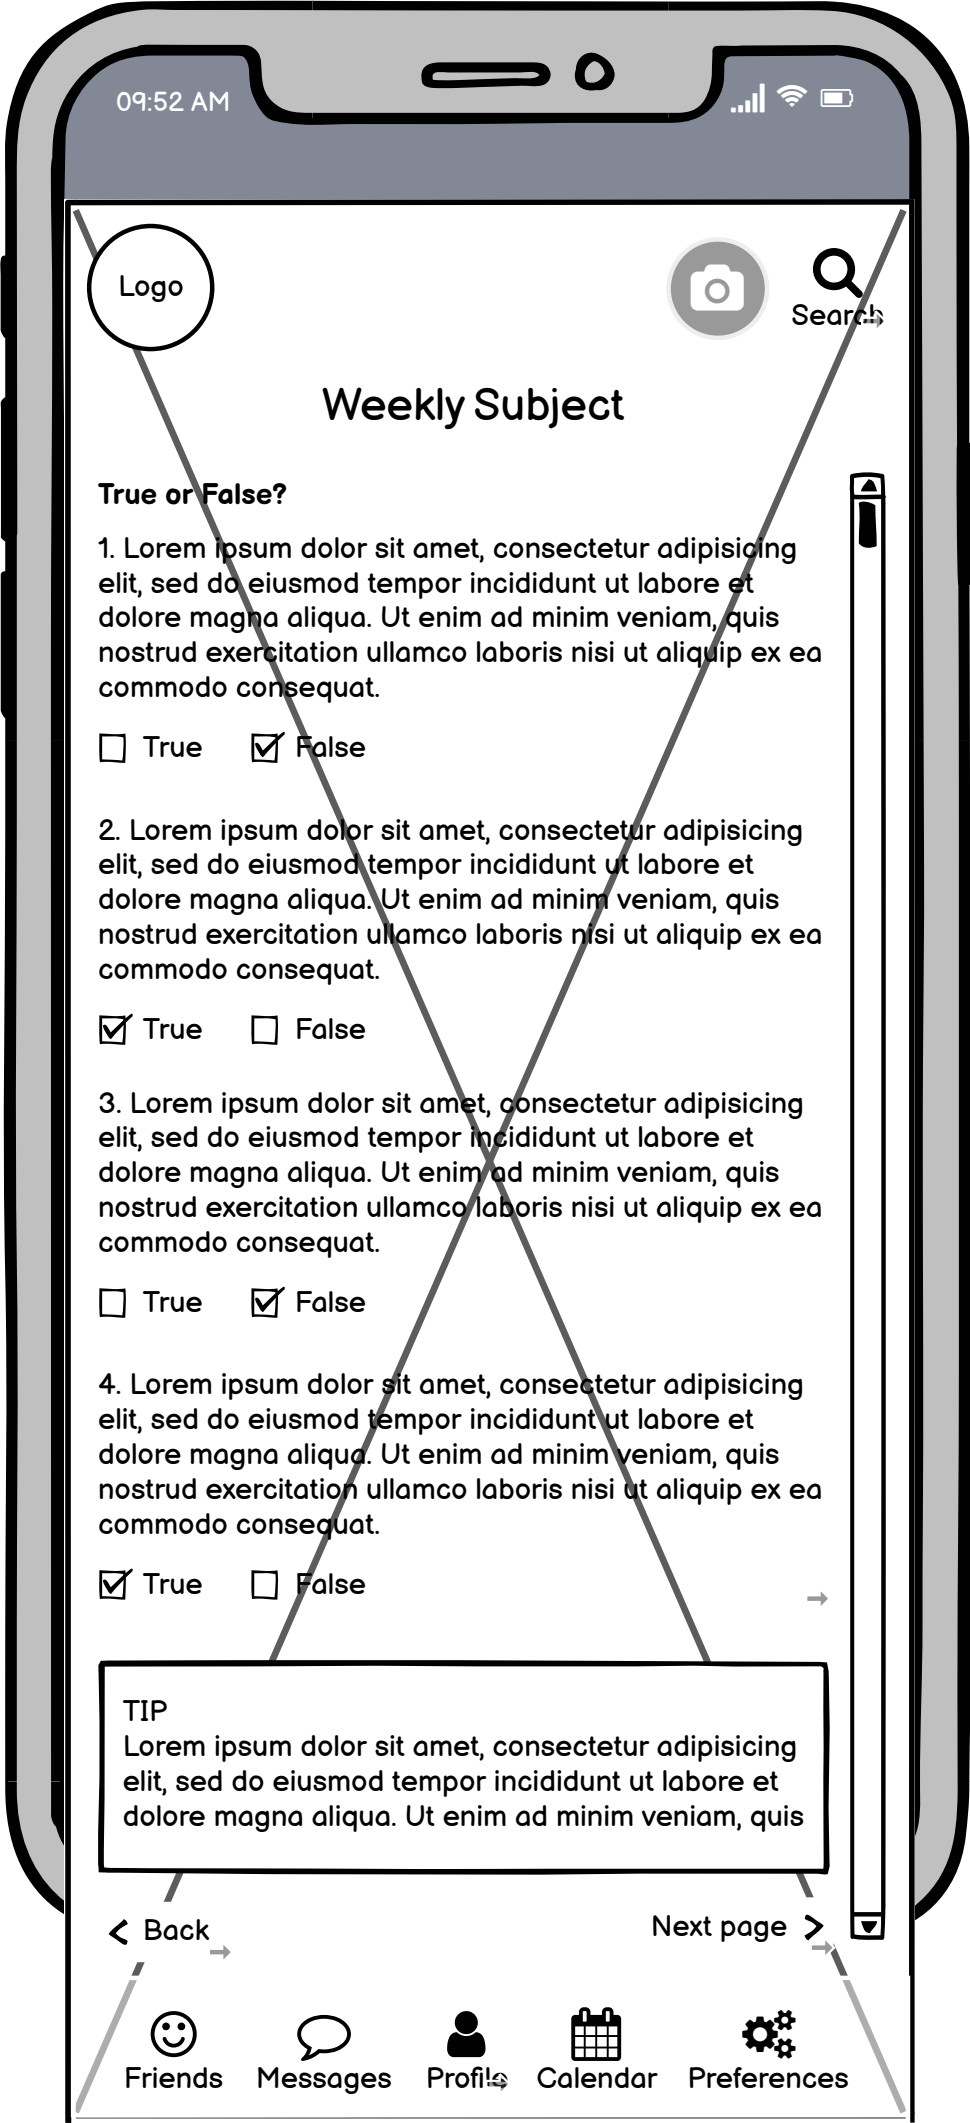 09:52 AM
Logo
Search
Weekly Subject
True or False?
1. Lorem ipsum dolor sit amet, consectetur adipisicing
elit, sed do eiusmod tempor incididunt ut labore et
dolore magna aliqua. Ut enim ad minim veniam, quis
nostrud exercitation ullamco laboris nisi ut aliquip ex ea
commodo consequat.
True False
2. Lorem ipsum dolor sit amet, consectetur adipisicing
elit, sed do eiusmod tempor incididunt ut labore et
dolore magna aliqua. Ut enim ad minim veniam, quis
nostrud exercitation ullamco laboris nisi ut aliquip ex ea
commodo consequat.
True False
3. Lorem ipsum dolor sit amet, consectetur adipisicing
elit, sed do eiusmod tempor incididunt ut labore et
dolore magna aliqua. Ut enim ad minim veniam, quis
nostrud exercitation ullamco laboris nisi ut aliquip ex ea
commodo consequat.
True False
4. Lorem ipsum dolor sit amet, consectetur adipisicing
elit, sed do eiusmod tempor incididunt ut labore et
dolore magna aliqua. Ut enim ad minim veniam, quis
nostrud exercitation ullamco laboris nisi ut aliquip ex ea
commodo consequat.
True False
TIP
Lorem ipsum dolor sit amet, consectetur adipisicing
elit, sed do eiusmod tempor incididunt ut labore et
dolore magna aliqua. Ut enim ad minim veniam, quis
Back Next page
Friends Messages Profile Calendar Preferences